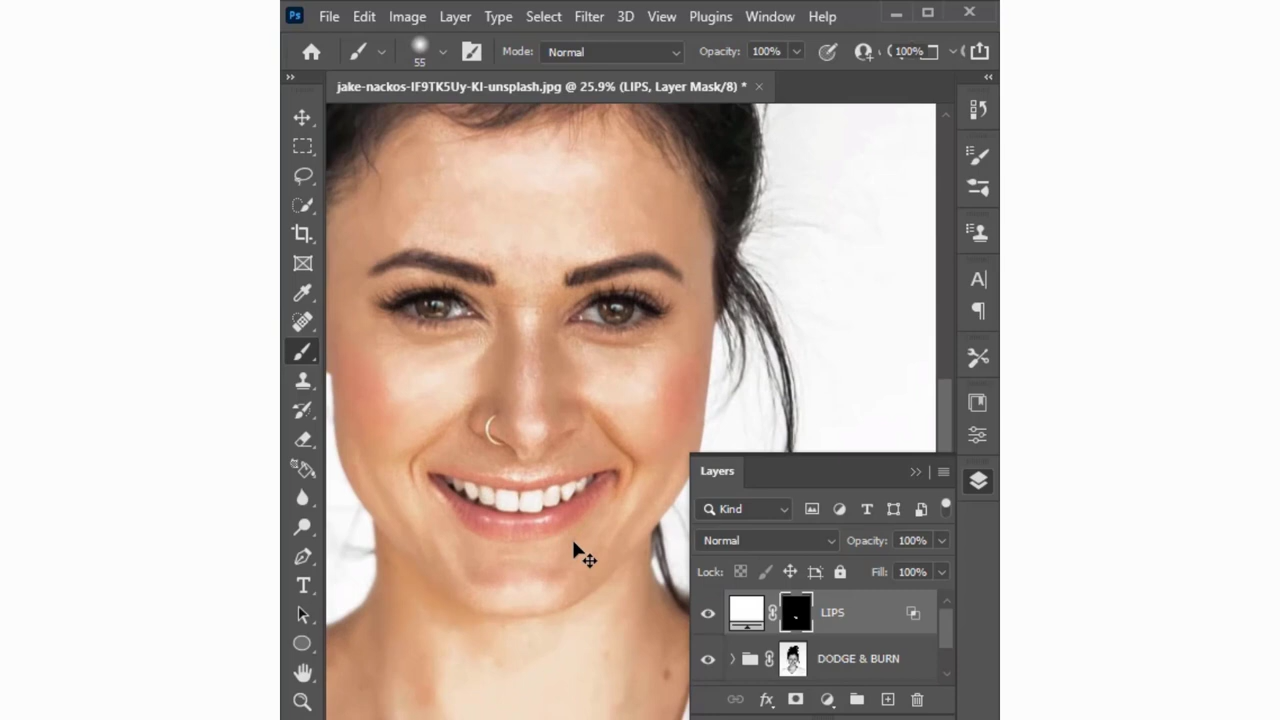 Ps File Edit Image Layer Type Select Filter 3D View Plugins Window Help
55 Mode: Normal Opacity: 100% 100%
jake-nackos-IF9TK5Uy-KI-unsplash.jpg @ 25.9% (LIPS, Layer Mask/8) *
Layers
Kind
Normal Opacity: 100%
Lock: Fill: 100%
LIPS
DODGE & BURN
fx